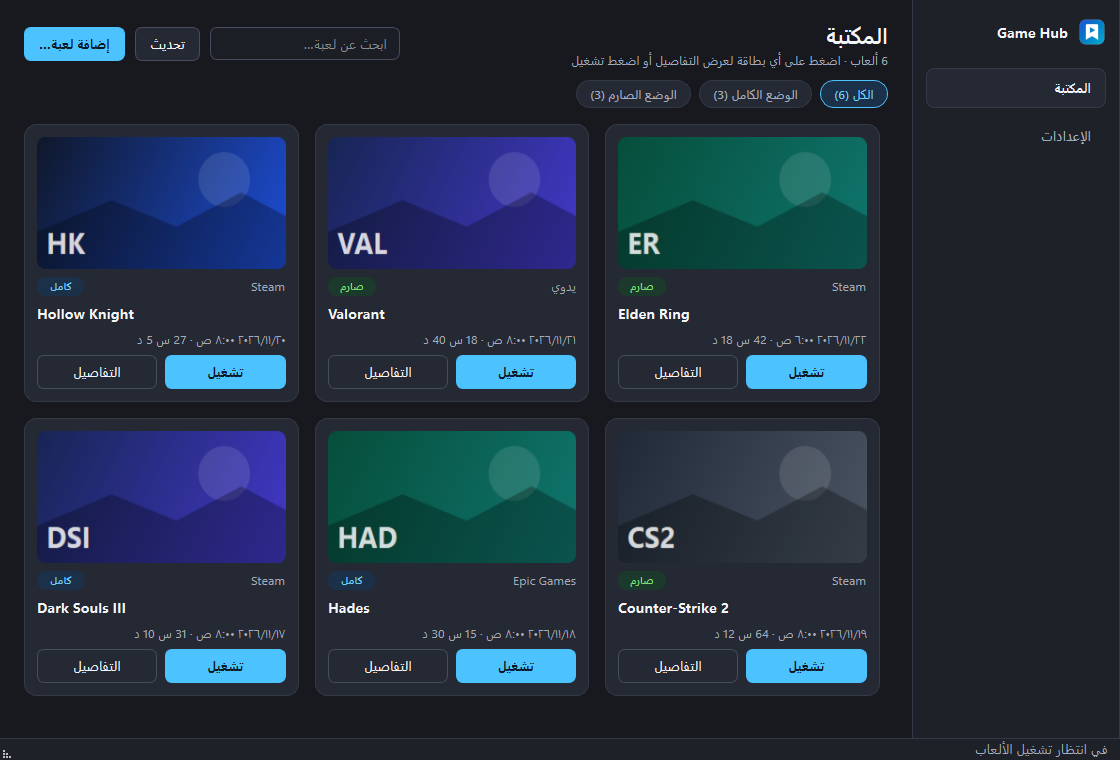 Game Hub
المكتبة
الإعدادات
المكتبة
6 ألعاب · اضغط على أي بطاقة لعرض التفاصيل أو اضغط تشغيل
ابحث عن لعبة...
تحديث
إضافة لعبة...
الكل (6)
الوضع الكامل (3)
الوضع الصارم (3)
ER
Steam
صارم
Elden Ring
٢٠٢٦/١١/٢٢ ٦:٠٠ ص · 42 س 18 د
تشغيل
التفاصيل
VAL
يدوي
صارم
Valorant
٢٠٢٦/١١/٢١ ٨:٠٠ ص · 18 س 40 د
تشغيل
التفاصيل
HK
Steam
كامل
Hollow Knight
٢٠٢٦/١١/٢٠ ٨:٠٠ ص · 27 س 5 د
تشغيل
التفاصيل
CS2
Steam
صارم
Counter-Strike 2
٢٠٢٦/١١/١٩ ٨:٠٠ ص · 64 س 12 د
تشغيل
التفاصيل
HAD
Epic Games
كامل
Hades
٢٠٢٦/١١/١٨ ٨:٠٠ ص · 15 س 30 د
تشغيل
التفاصيل
DSI
Steam
كامل
Dark Souls III
٢٠٢٦/١١/١٧ ٨:٠٠ ص · 31 س 10 د
تشغيل
التفاصيل
في انتظار تشغيل الألعاب